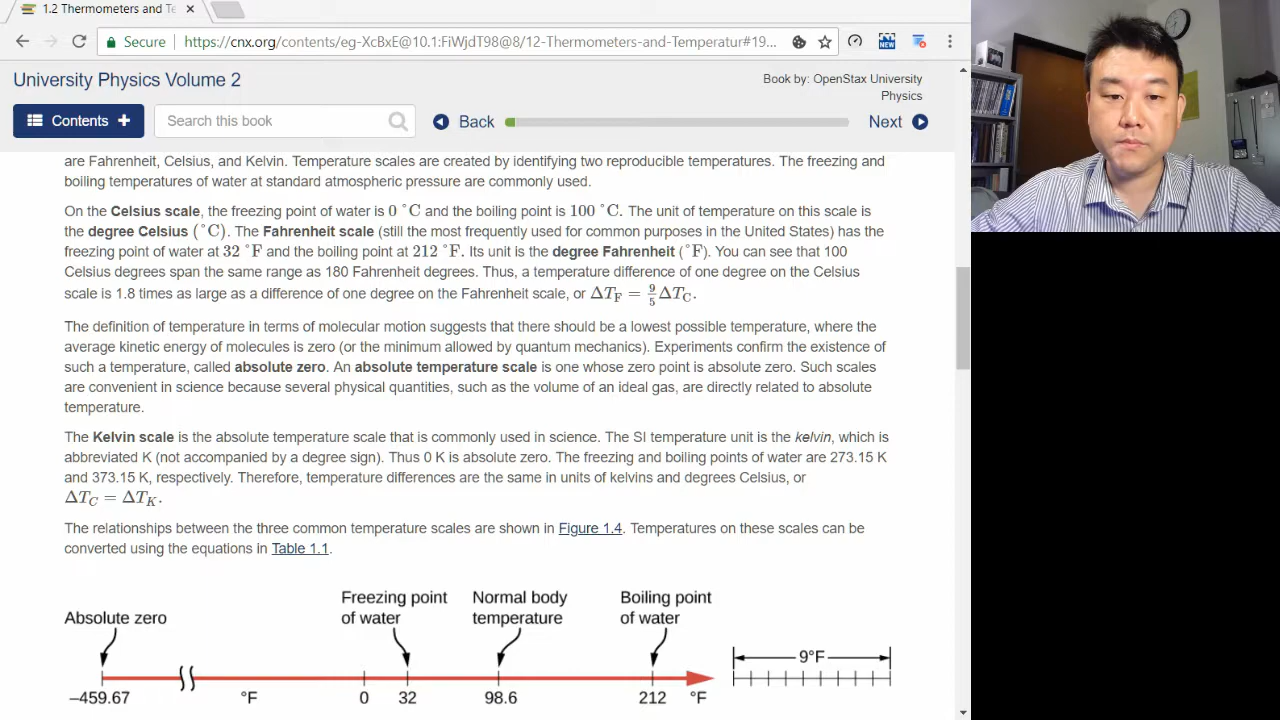 1.2 Thermometers and Te
Secure https://cnx.org/contents/eg-XcBxE@10.1:FiWjdT98@8/12-Thermometers-and-Temperatur#19...
NEW
University Physics Volume 2
Book by: OpenStax University
Physics
Contents +
Search this book
Back
Next
are Fahrenheit, Celsius, and Kelvin. Temperature scales are created by identifying two reproducible temperatures. The freezing and
boiling temperatures of water at standard atmospheric pressure are commonly used.
On the Celsius scale, the freezing point of water is 0 °C and the boiling point is 100 °C. The unit of temperature on this scale is
the degree Celsius (°C). The Fahrenheit scale (still the most frequently used for common purposes in the United States) has the
freezing point of water at 32 °F and the boiling point at 212 °F. Its unit is the degree Fahrenheit (°F). You can see that 100
Celsius degrees span the same range as 180 Fahrenheit degrees. Thus, a temperature difference of one degree on the Celsius
scale is 1.8 times as large as a difference of one degree on the Fahrenheit scale, or ΔT_F = 9/5 ΔT_C.
The definition of temperature in terms of molecular motion suggests that there should be a lowest possible temperature, where the
average kinetic energy of molecules is zero (or the minimum allowed by quantum mechanics). Experiments confirm the existence of
such a temperature, called absolute zero. An absolute temperature scale is one whose zero point is absolute zero. Such scales
are convenient in science because several physical quantities, such as the volume of an ideal gas, are directly related to absolute
temperature.
The Kelvin scale is the absolute temperature scale that is commonly used in science. The SI temperature unit is the kelvin, which is
abbreviated K (not accompanied by a degree sign). Thus 0 K is absolute zero. The freezing and boiling points of water are 273.15 K
and 373.15 K, respectively. Therefore, temperature differences are the same in units of kelvins and degrees Celsius, or
ΔT_C = ΔT_K.
The relationships between the three common temperature scales are shown in Figure 1.4. Temperatures on these scales can be
converted using the equations in Table 1.1.
Absolute zero
Freezing point
of water
Normal body
temperature
Boiling point
of water
9°F
–459.67 °F 0 32 98.6 212 °F